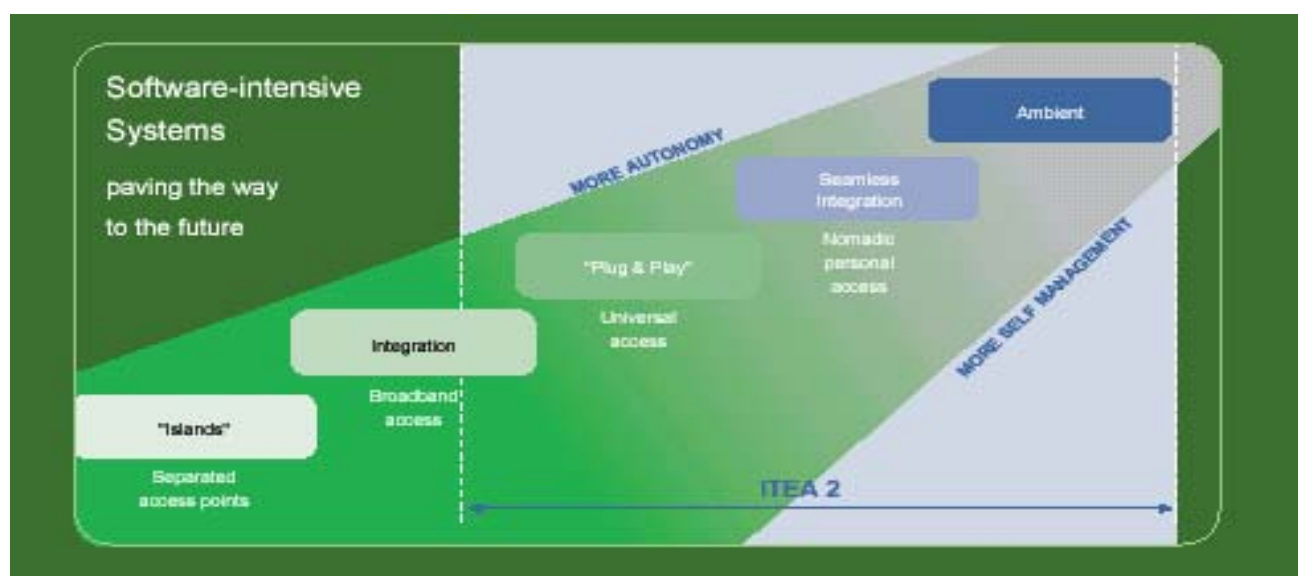 Software-intensive
Systems
paving the way
to the future
MORE AUTONOMY
Ambient
Seamless
Integration
Nomadic
personal
access
"Plug & Play"
Universal
access
MORE SELF MANAGEMENT
Integration
Broadband
access
"Islands"
Separated
access points
ITEA 2